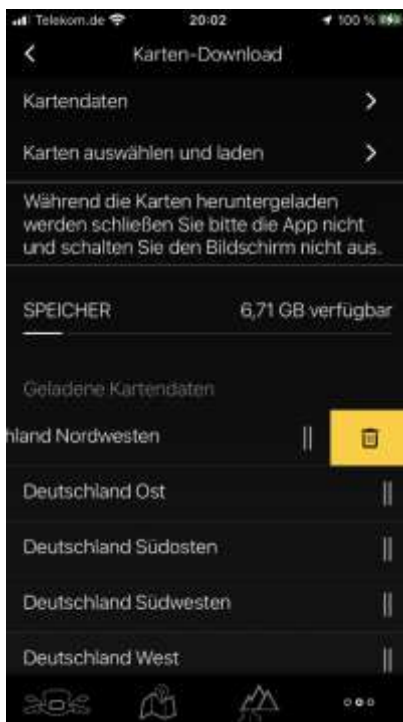 Telekom.de 20:02 100 %
Karten-Download
Kartendaten
Karten auswählen und laden
Während die Karten heruntergeladen
werden schließen Sie bitte die App nicht
und schalten Sie den Bildschirm nicht aus.
SPEICHER 6,71 GB verfügbar
Geladene Kartendaten
hland Nordwesten
Deutschland Ost
Deutschland Südosten
Deutschland Südwesten
Deutschland West